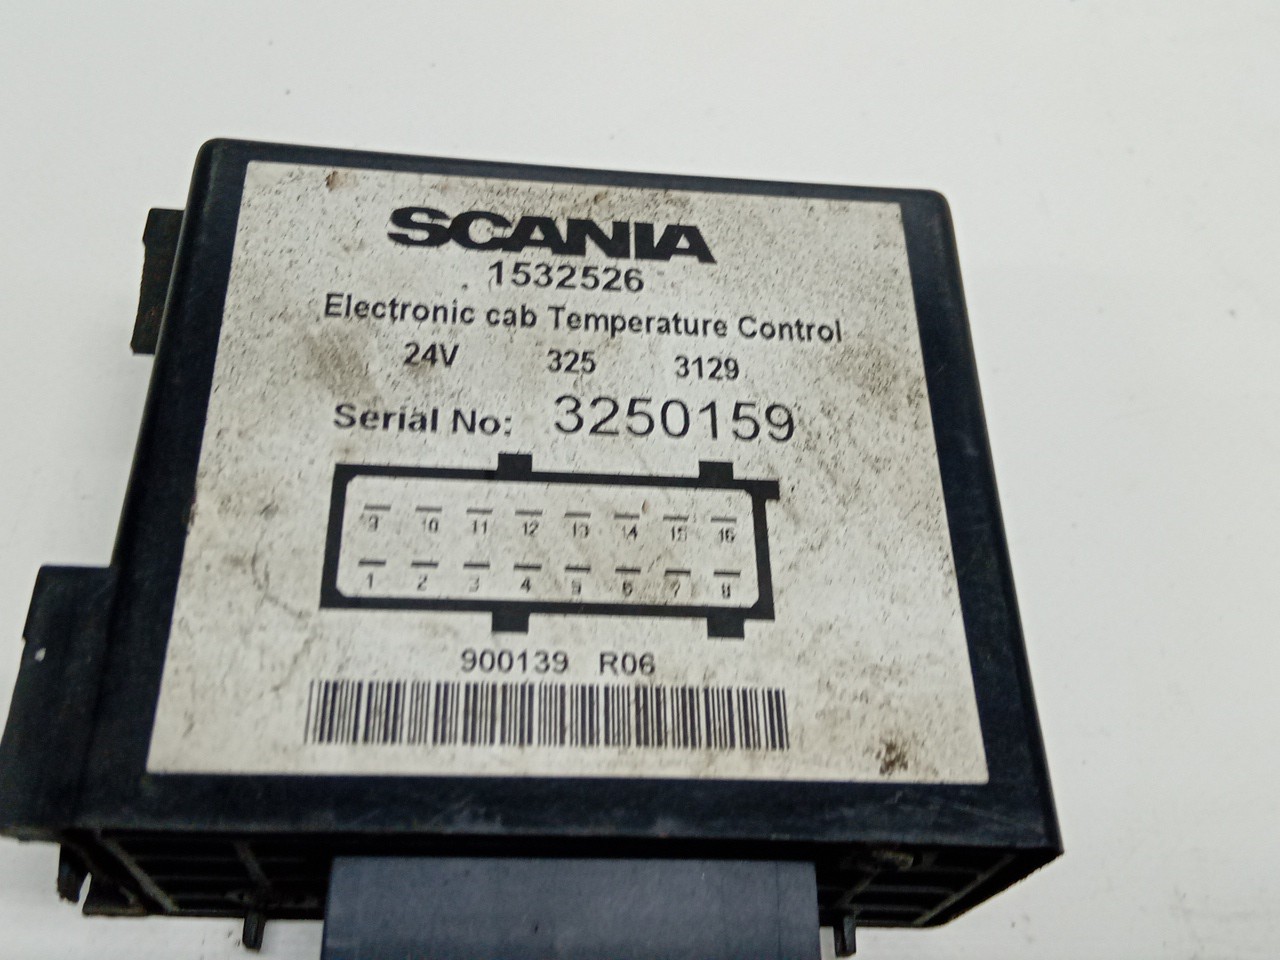 SCANIA
1532526
Electronic cab Temperature Control
24V 325 3129
Serial No: 3250159
9 10 11 12 13 14 15 16
1 2 3 4 5 6 7 8
900139 R06